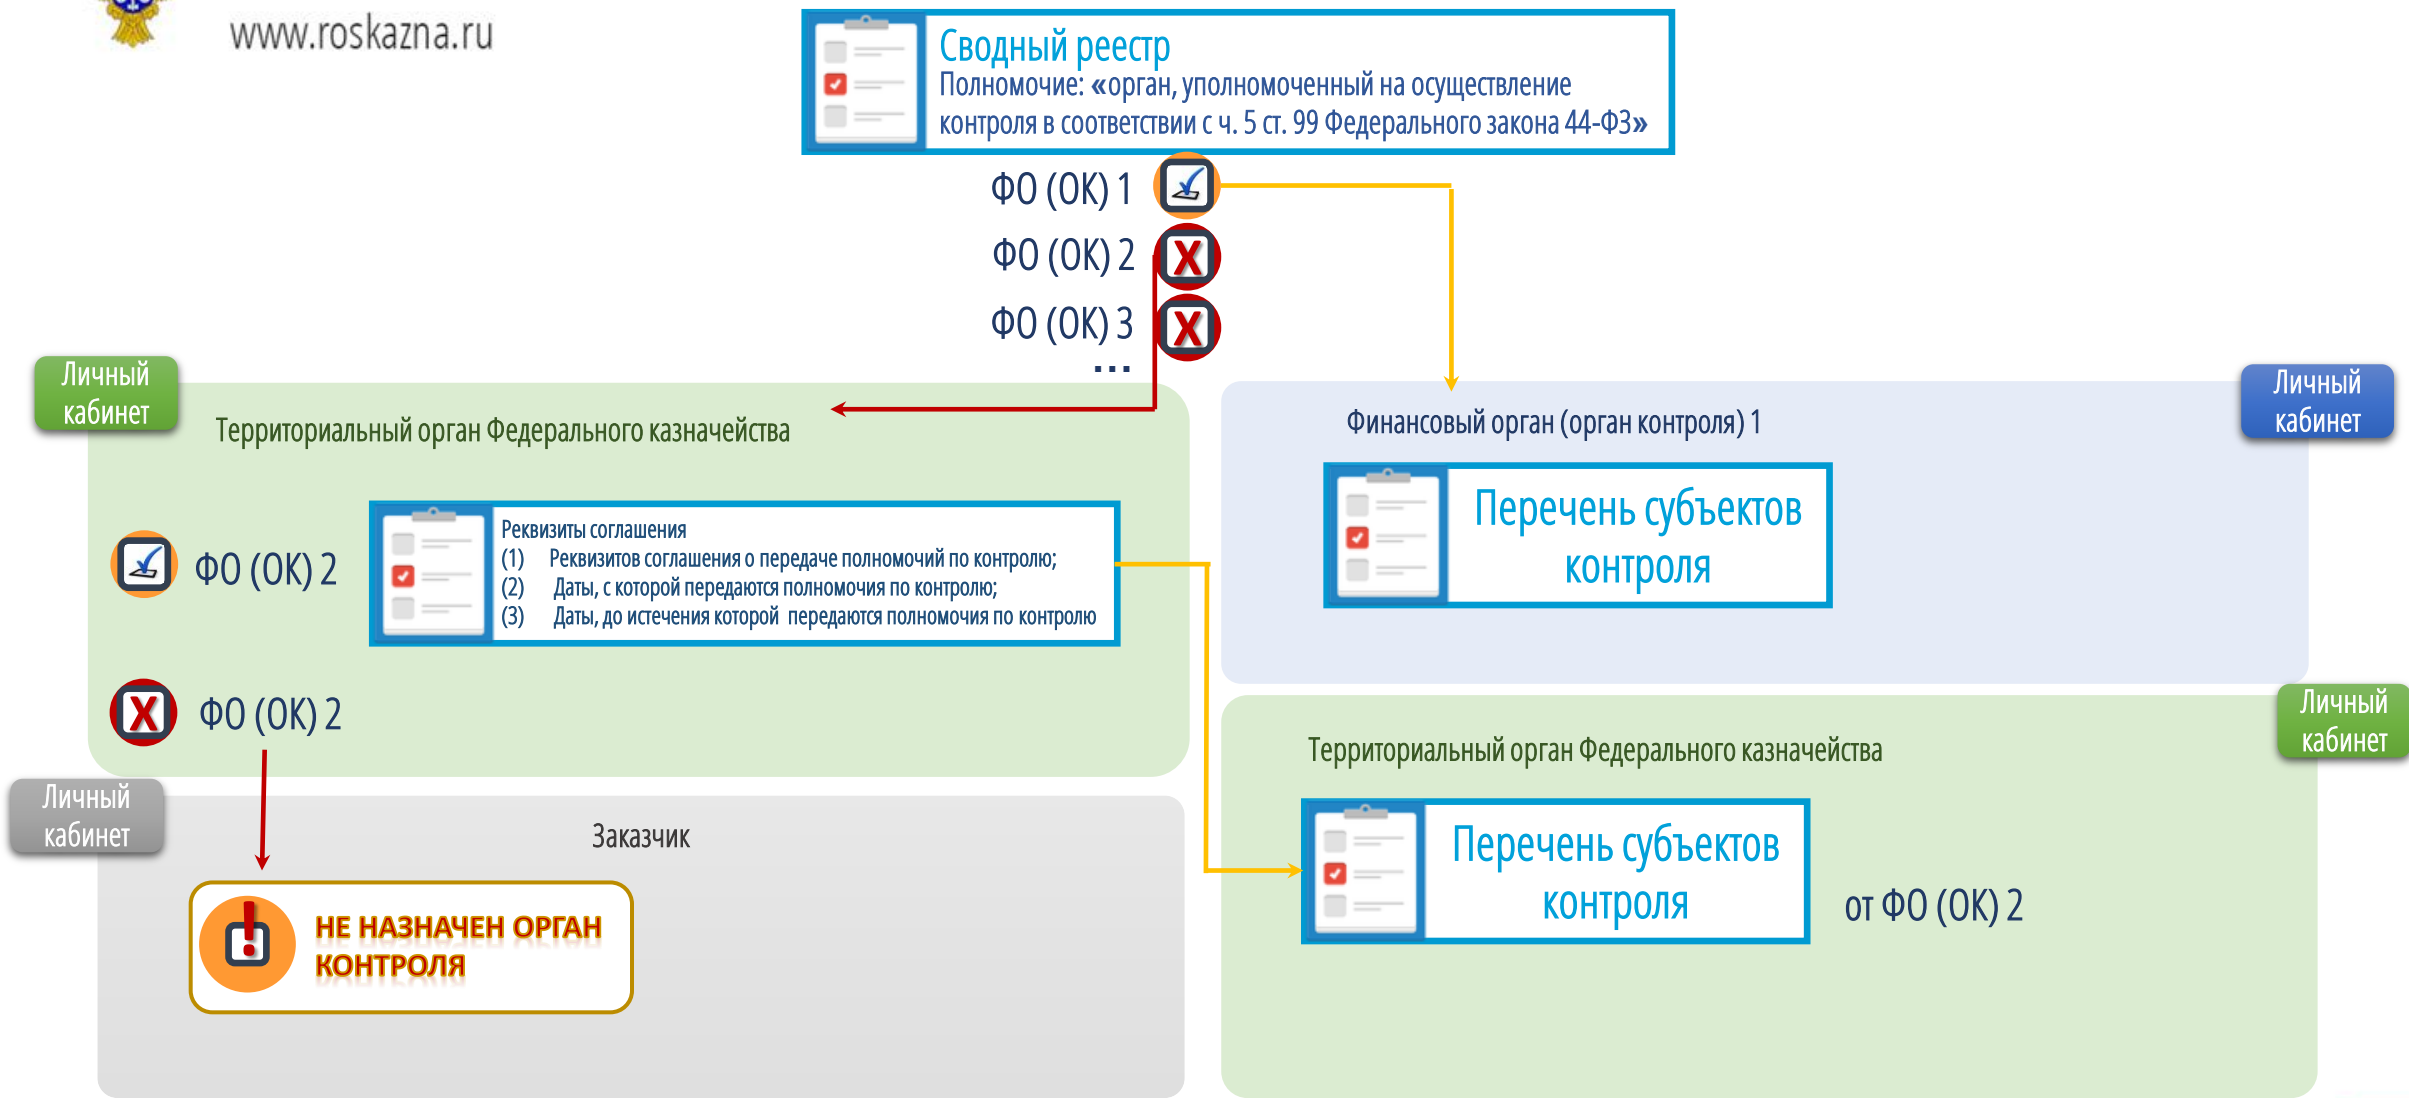 www.roskazna.ru
Сводный реестр
Полномочие: «орган, уполномоченный на осуществление
контроля в соответствии с ч. 5 ст. 99 Федерального закона 44-ФЗ»
ФО (ОК) 1
ФО (ОК) 2
ФО (ОК) 3
...
Личный
кабинет
Территориальный орган Федерального казначейства
ФО (ОК) 2
Реквизиты соглашения
(1) Реквизитов соглашения о передаче полномочий по контролю;
(2) Даты, с которой передаются полномочия по контролю;
(3) Даты, до истечения которой передаются полномочия по контролю
X ФО (ОК) 2
Личный
кабинет
Финансовый орган (орган контроля) 1
Перечень субъектов
контроля
Личный
кабинет
Заказчик
НЕ НАЗНАЧЕН ОРГАН
КОНТРОЛЯ
Личный
кабинет
Территориальный орган Федерального казначейства
Перечень субъектов
контроля
от ФО (ОК) 2